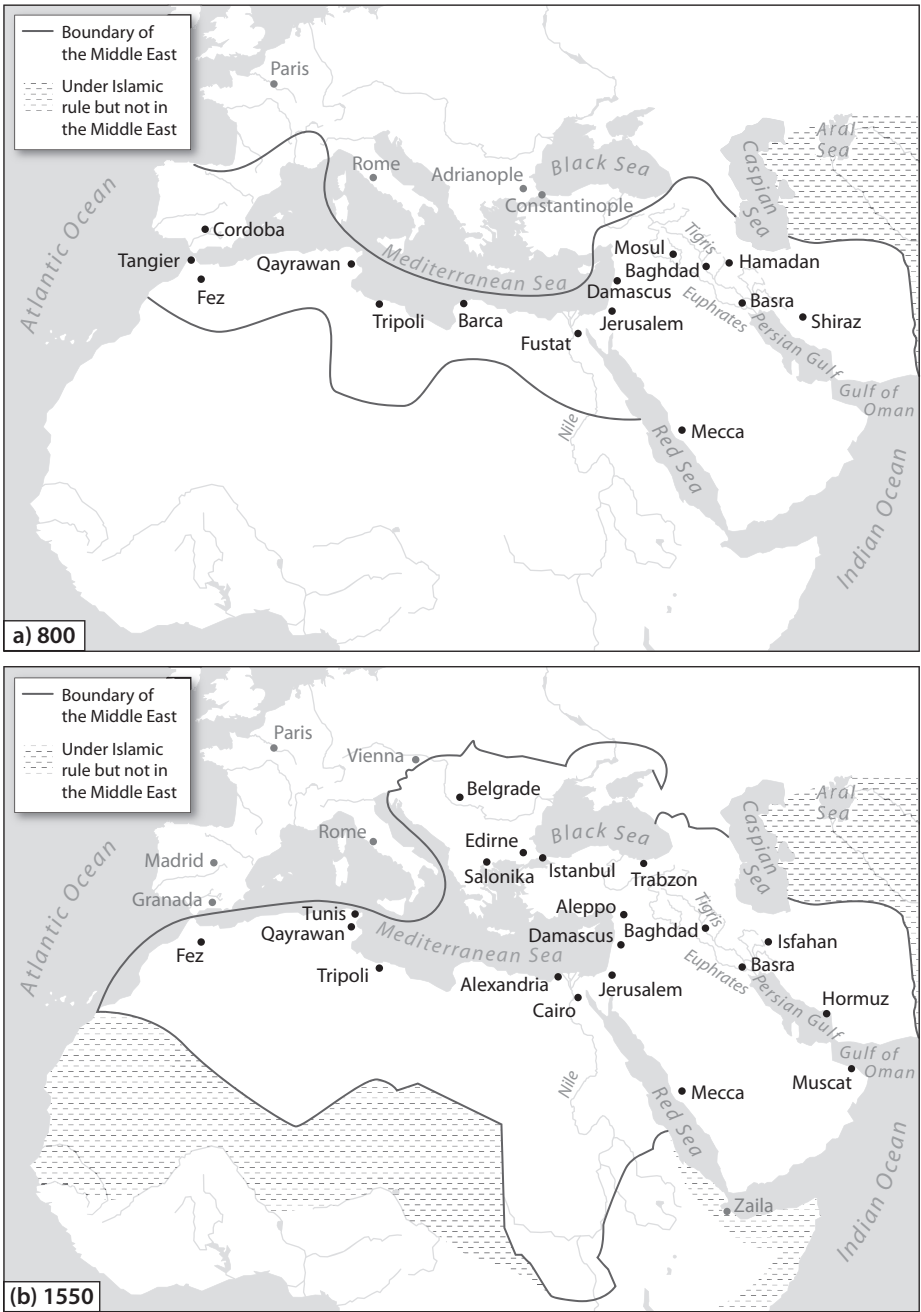 Boundary of
the Middle East
Under Islamic
rule but not in
the Middle East
Paris
Aral
Sea
Caspian
Sea
Black Sea
Rome
Adrianople
Constantinople
Atlantic Ocean
Cordoba
Tangier
Qayrawan
Fez
Mediterranean Sea
Tigris
Mosul
Baghdad
Hamadan
Damascus
Euphrates
Basra
Tripoli
Barca
Jerusalem
Shiraz
Fustat
Persian Gulf
Gulf of
Oman
Nile
Mecca
Red Sea
Indian Ocean
a) 800
Boundary of
the Middle East
Under Islamic
rule but not in
the Middle East
Paris
Vienna
Belgrade
Aral
Sea
Caspian
Sea
Rome
Edirne
Black Sea
Madrid
Salonika
Istanbul
Trabzon
Atlantic Ocean
Granada
Tunis
Aleppo
Tigris
Qayrawan
Mediterranean Sea
Damascus
Baghdad
Isfahan
Fez
Euphrates
Basra
Tripoli
Alexandria
Jerusalem
Cairo
Hormuz
Persian Gulf
Gulf of
Oman
Muscat
Nile
Mecca
Red Sea
Zaila
Indian Ocean
(b) 1550